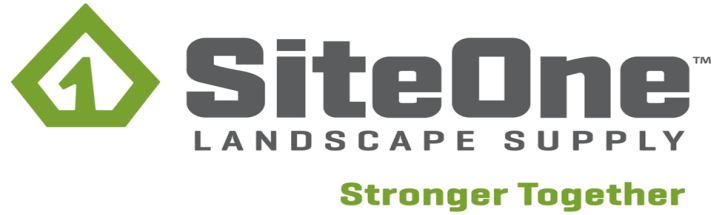 1
SiteOne™
LANDSCAPE SUPPLY
Stronger Together